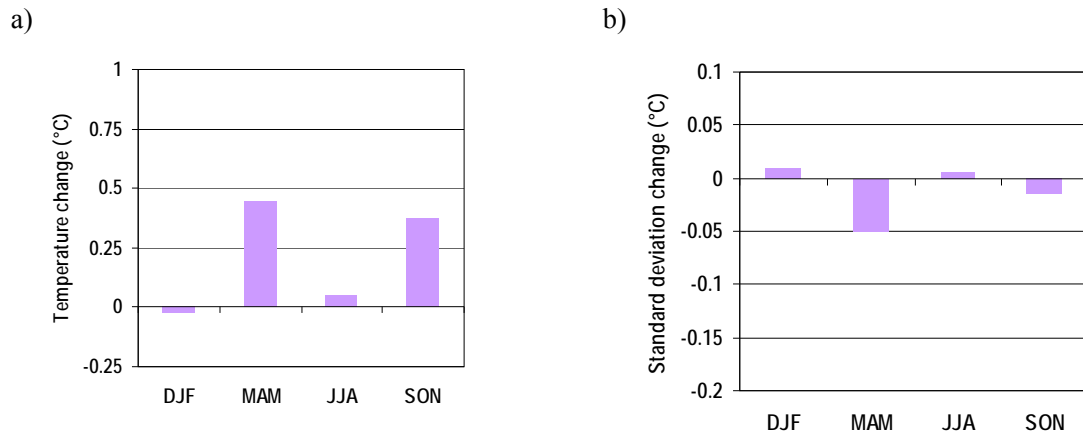 a)
Temperature change (°C)
1
0.75
0.5
0.25
0
-0.25
DJF MAM JJA SON
b)
Standard deviation change (°C)
0.1
0.05
0
-0.05
-0.1
-0.15
-0.2
DJF MAM JJA SON